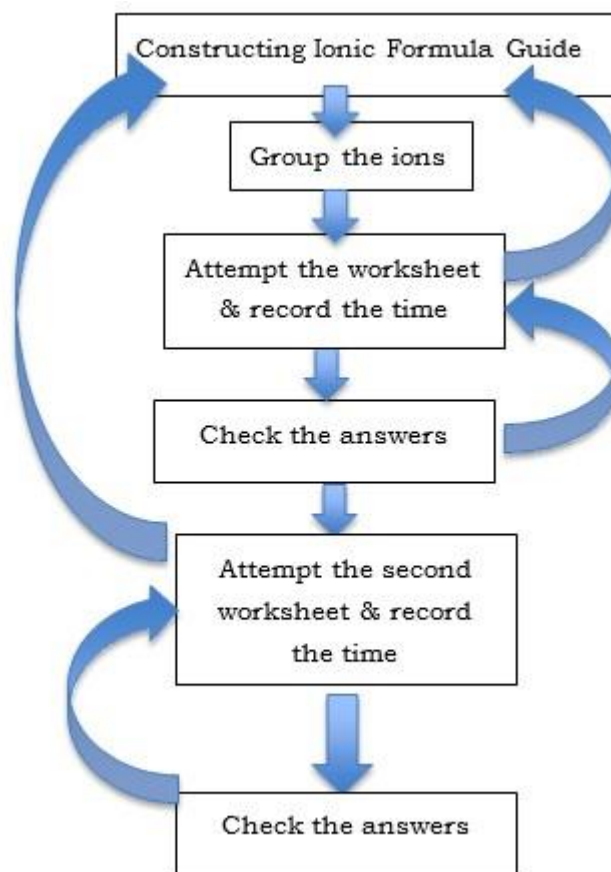 Constructing Ionic Formula Guide
Group the ions
Attempt the worksheet
& record the time
Check the answers
Attempt the second
worksheet & record
the time
Check the answers